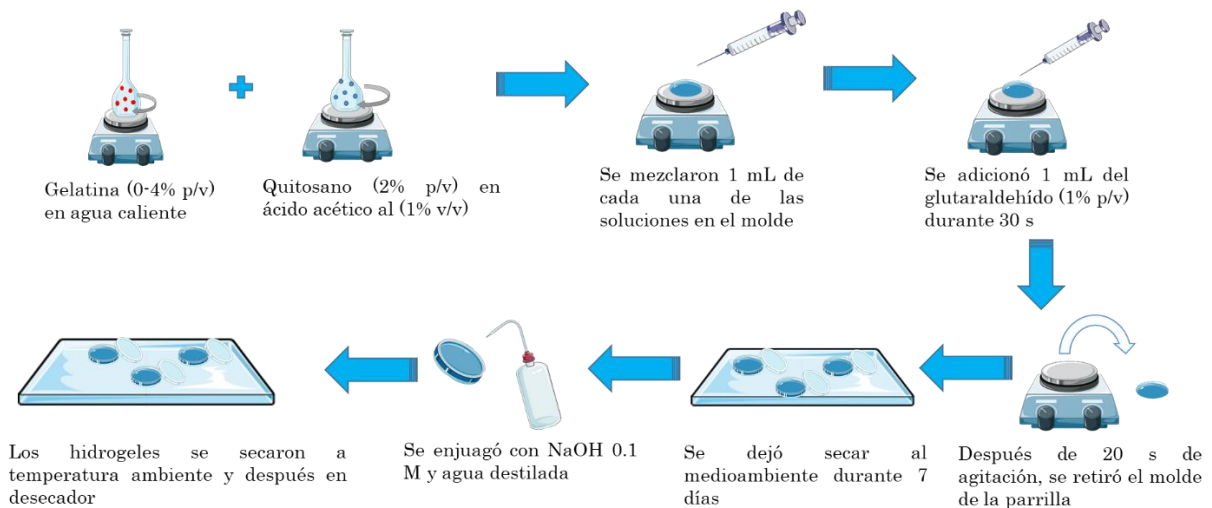 Gelatina (0-4% p/v)
en agua caliente
Quitosano (2% p/v) en
ácido acético al (1% v/v)
Se mezclaron 1 mL de
cada una de las
soluciones en el molde
Se adicionó 1 mL del
glutaraldehído (1% p/v)
durante 30 s
Los hidrogeles se secaron a
temperatura ambiente y después en
desecador
Se enjuagó con NaOH 0.1
M y agua destilada
Se dejó secar al
medioambiente durante 7
días
Después de 20 s de
agitación, se retiró el molde
de la parrilla